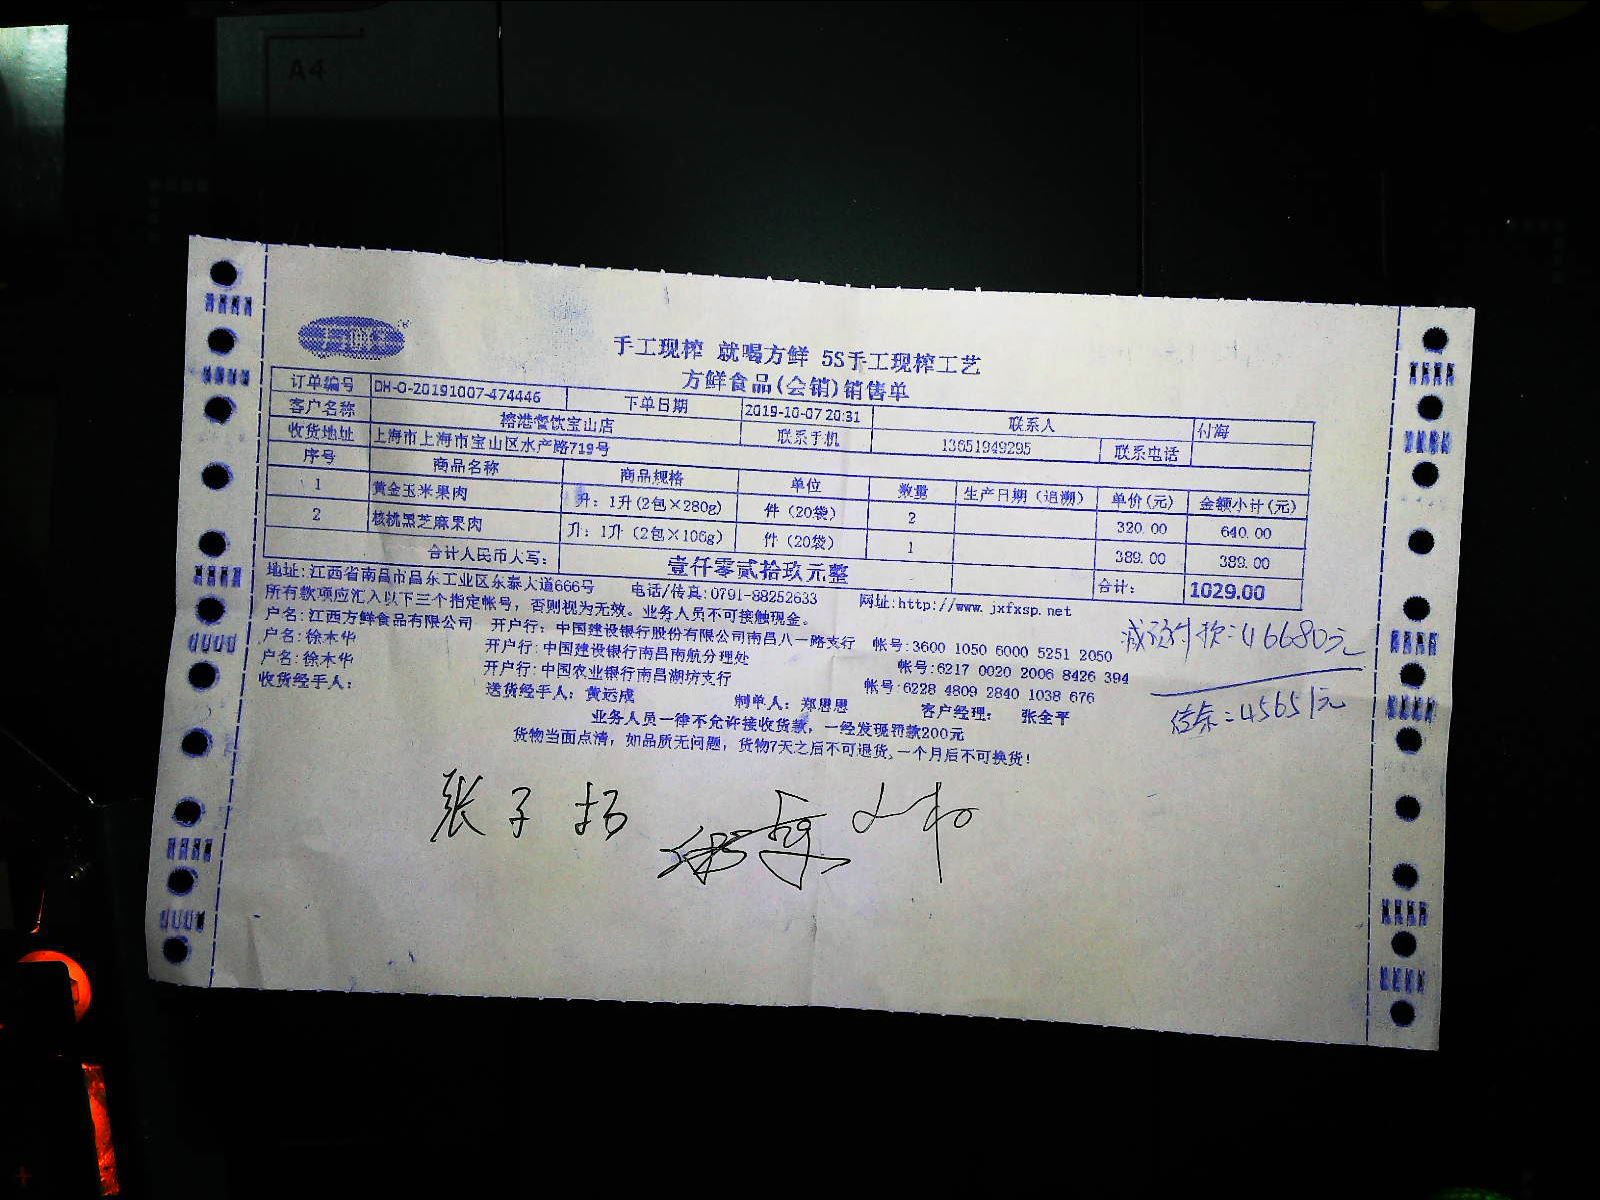 A4
手工现榨 就喝方鲜 5S手工现榨工艺
方鲜食品(会销)销售单
订单编号 DH-O-20191007-474446 下单日期 2019-10-07 20:31 联系人 付海
客户名称 榕港餐饮宝山店 联系手机 13651949295 联系电话
收货地址 上海市上海市宝山区水产路719号
序号 商品名称 商品规格 单位 数量 生产日期（追溯） 单价(元) 金额小计(元)
1 黄金玉米果肉 升: 1升(2包×280g) 件（20袋） 2 320.00 640.00
2 核桃黑芝麻果肉 升: 1升（2包×106g） 件（20袋） 1 389.00 389.00
合计人民币大写: 壹仟零贰拾玖元整 合计: 1029.00
地址:江西省南昌市昌东工业区东泰大道666号 电话/传真:0791-88252633 网址:http://www.jxfxsp.net
所有款项应汇入以下三个指定帐号，否则视为无效。业务人员不可接触现金。
户名:江西方鲜食品有限公司 开户行: 中国建设银行股份有限公司南昌八一路支行 帐号:3600 1050 6000 5251 2050
户名:徐木华 开户行:中国建设银行南昌南航分理处 帐号:6217 0020 2006 8426 394
户名:徐木华 开户行:中国农业银行南昌湖坊支行 帐号:6228 4809 2840 1038 676
收货经手人: 送货经手人: 黄远成 制单人: 郑思思 客户经理: 张全平
业务人员一律不允许接收货款，一经发现罚款200元
货物当面点清，如品质无问题，货物7天之后不可退货,一个月后不可换货!
减预付款:46680元
结余:45651元
张子扬